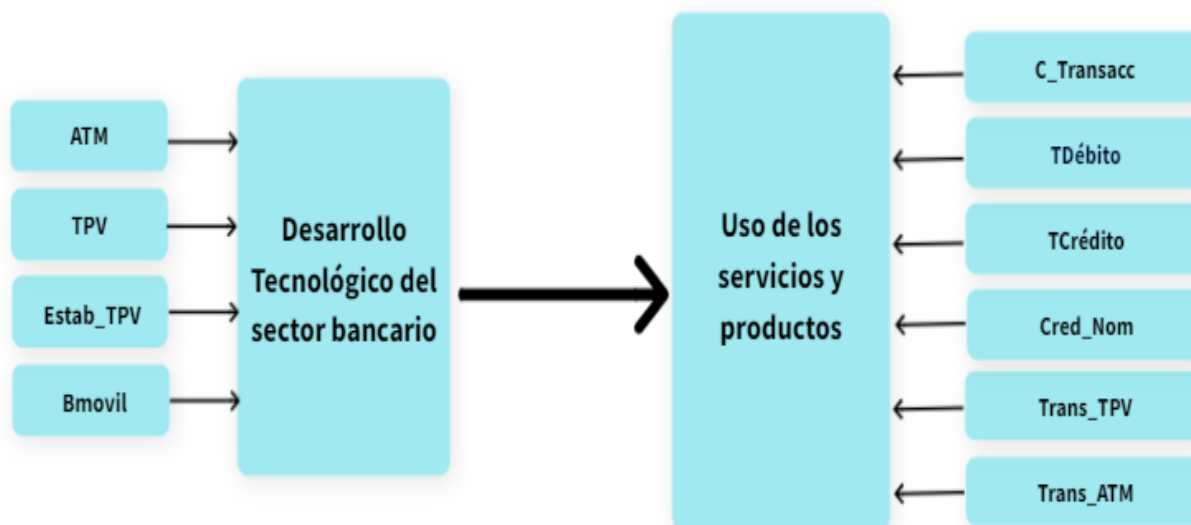 ATM
TPV
Estab_TPV
Bmovil
Desarrollo
Tecnológico del
sector bancario
Uso de los
servicios y
productos
C_Transacc
TDébito
TCrédito
Cred_Nom
Trans_TPV
Trans_ATM